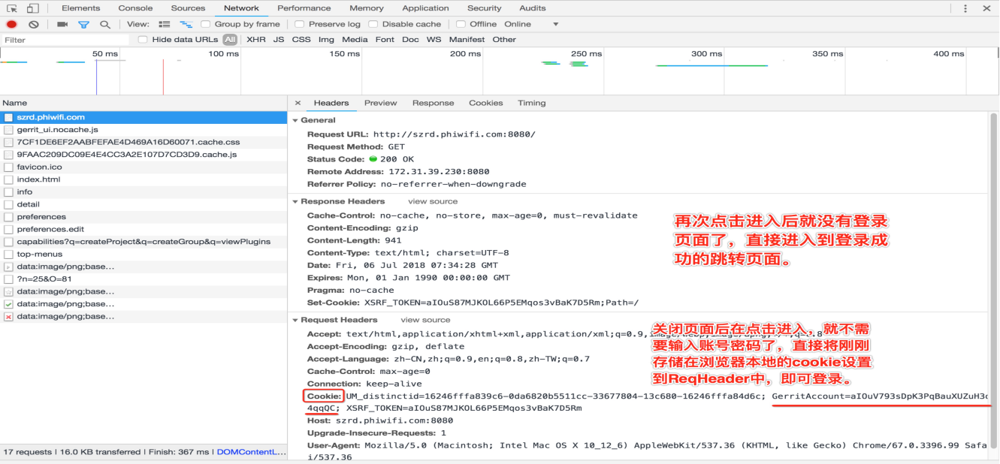 Elements Console Sources Network Performance Memory Application Security Audits
View: Group by frame Preserve log Disable cache Offline Online
Filter Hide data URLs All XHR JS CSS Img Media Font Doc WS Manifest Other
50 ms 100 ms 150 ms 200 ms 250 ms 300 ms 350 ms 400 ms
Name
szrd.phiwifi.com
gerrit_ui.nocache.js
7CF1DE6EF2AABFEFAE4D469A16D60071.cache.css
9FAAC209DC09E4E4CC3A2E107D7CD3D9.cache.js
favicon.ico
index.html
info
detail
preferences
preferences.edit
capabilities?q=createProject&q=createGroup&q=viewPlugins
top-menus
data:image/png;base…
?n=25&O=81
data:image/png;base…
data:image/png;base…
data:image/png;base…
17 requests | 16.0 KB transferred | Finish: 367 ms | DOMContentL…
× Headers Preview Response Cookies Timing
General
Request URL: http://szrd.phiwifi.com:8080/
Request Method: GET
Status Code: 200 OK
Remote Address: 172.31.39.230:8080
Referrer Policy: no-referrer-when-downgrade
Response Headers view source
Cache-Control: no-cache, no-store, max-age=0, must-revalidate
Content-Encoding: gzip
Content-Length: 941
Content-Type: text/html; charset=UTF-8
Date: Fri, 06 Jul 2018 07:34:28 GMT
Expires: Mon, 01 Jan 1990 00:00:00 GMT
Pragma: no-cache
Set-Cookie: XSRF_TOKEN=aIOuS87MJKOL66P5EMqos3vBaK7D5Rm;Path=/
再次点击进入后就没有登录
页面了，直接进入到登录成
功的跳转页面。
Request Headers view source
Accept: text/html,application/xhtml+xml,application/xml;q=0.9,
Accept-Encoding: gzip, deflate
Accept-Language: zh-CN,zh;q=0.9,en;q=0.8,zh-TW;q=0.7
Cache-Control: max-age=0
Connection: keep-alive
Cookie: UM_distinctid=16246fffa839c6-0da6820b5511cc-33677804-13c680-16246fffa84d6c; GerritAccount=aIOuV793sDpK3PqBauXUZuH3c
4qqQC; XSRF_TOKEN=aIOuS87MJKOL66P5EMqos3vBaK7D5Rm
Host: szrd.phiwifi.com:8080
Upgrade-Insecure-Requests: 1
User-Agent: Mozilla/5.0 (Macintosh; Intel Mac OS X 10_12_6) AppleWebKit/537.36 (KHTML, like Gecko) Chrome/67.0.3396.99 Safa
i/537.36
关闭页面后在点击进入，就不需
要输入账号密码了，直接将刚刚
存储在浏览器本地的cookie设置
到ReqHeader中，即可登录。